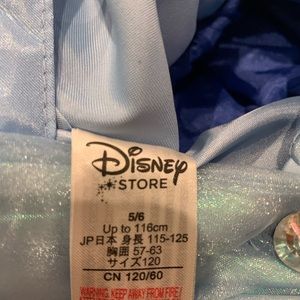 Disney
STORE
5/6
Up to 116cm
JP日本 身長 115-125
胸囲 57-63
サイズ120
CN 120/60
WARNING. KEEP AWAY FROM FIRE!